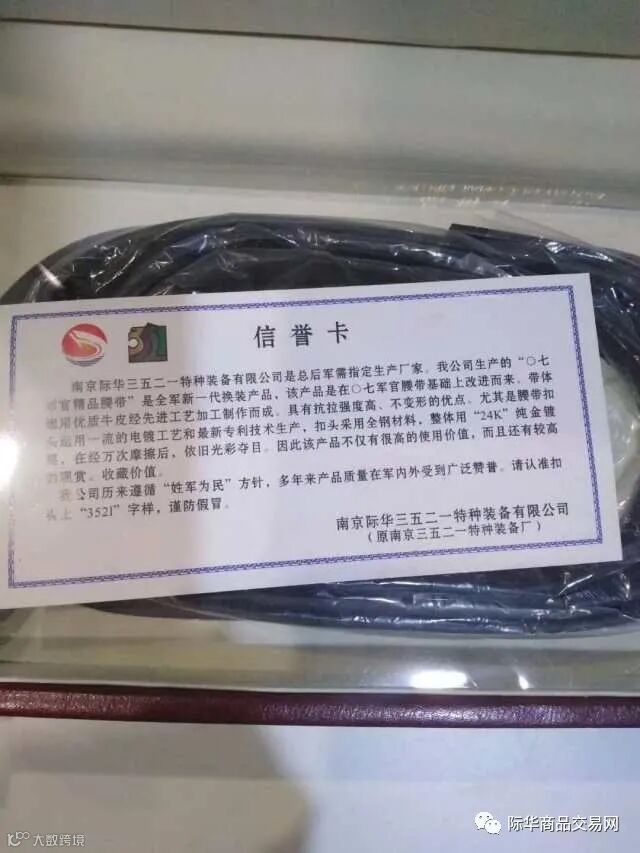 信誉卡
南京际华三五二一特种装备有限公司是总后军需指定生产厂家。我公司生产的“〇七
官精品腰带”是全军新一代换装产品，该产品是在〇七军官腰带基础上改进而来。带体
用优质牛皮经先进工艺加工制作而成。具有抗拉强度高、不变形的优点。尤其是腰带扣
运用一流的电镀工艺和最新专利技术生产，扣头采用全钢材料，整体用“24K”纯金镀
，在经万次摩擦后，依旧光彩夺目。因此该产品不仅有很高的使用价值，而且还有较高
的观赏。收藏价值。
我公司历来遵循“姓军为民”方针，多年来产品质量在军内外受到广泛赞誉。请认准扣
头上“3521”字样，谨防假冒。
南京际华三五二一特种装备有限公司
（原南京三五二一特种装备厂）
大数跨境
际华商品交易网